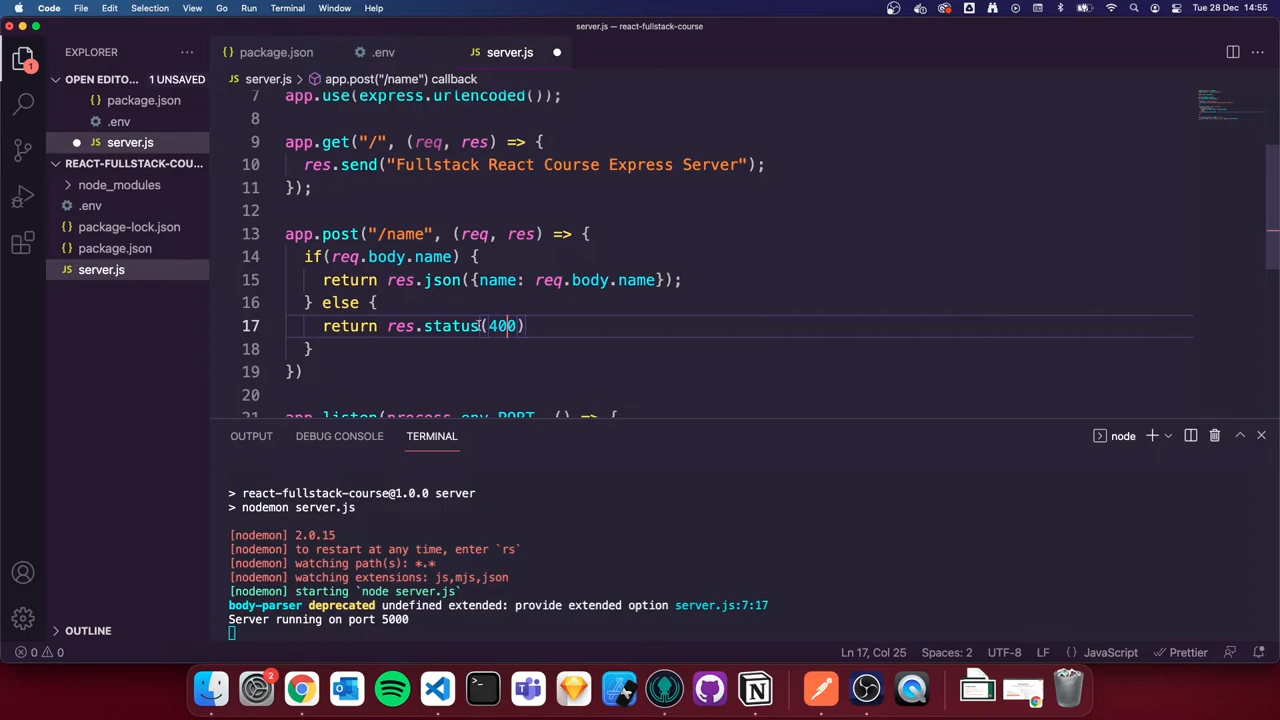 Code File Edit Selection View Go Run Terminal Window Help Tue 28 Dec 14:55
server.js — react-fullstack-course
EXPLORER
package.json .env server.js
OPEN EDITO... 1 UNSAVED
server.js > app.post("/name") callback
package.json
.env
server.js
REACT-FULLSTACK-COU...
node_modules
.env
package-lock.json
package.json
server.js
7 app.use(express.urlencoded());
8
9 app.get("/", (req, res) => {
10 res.send("Fullstack React Course Express Server");
11 });
12
13 app.post("/name", (req, res) => {
14 if(req.body.name) {
15 return res.json({name: req.body.name});
16 } else {
17 return res.status(400)
18 }
19 })
20
21 app.listen(process.env.PORT, () => {
OUTPUT DEBUG CONSOLE TERMINAL
node
> react-fullstack-course@1.0.0 server
> nodemon server.js
[nodemon] 2.0.15
[nodemon] to restart at any time, enter `rs`
[nodemon] watching path(s): *.*
[nodemon] watching extensions: js,mjs,json
[nodemon] starting `node server.js`
body-parser deprecated undefined extended: provide extended option server.js:7:17
Server running on port 5000
OUTLINE
0 0 Ln 17, Col 25 Spaces: 2 UTF-8 LF {} JavaScript Prettier